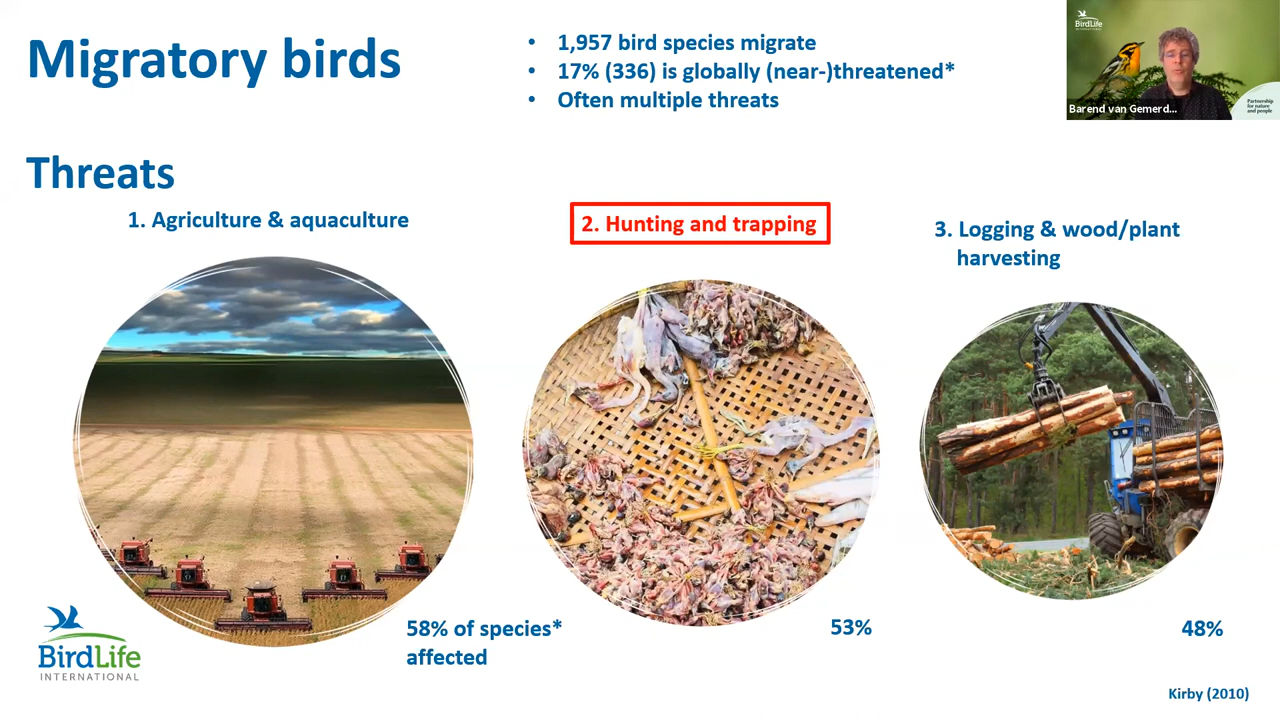 Migratory birds
• 1,957 bird species migrate
• 17% (336) is globally (near-)threatened*
• Often multiple threats
BirdLife
INTERNATIONAL
Barend van Gemerd...
Partnership
for nature
and people
Threats
1. Agriculture & aquaculture
2. Hunting and trapping
3. Logging & wood/plant
harvesting
58% of species*
affected
53%
48%
BirdLife
INTERNATIONAL
Kirby (2010)